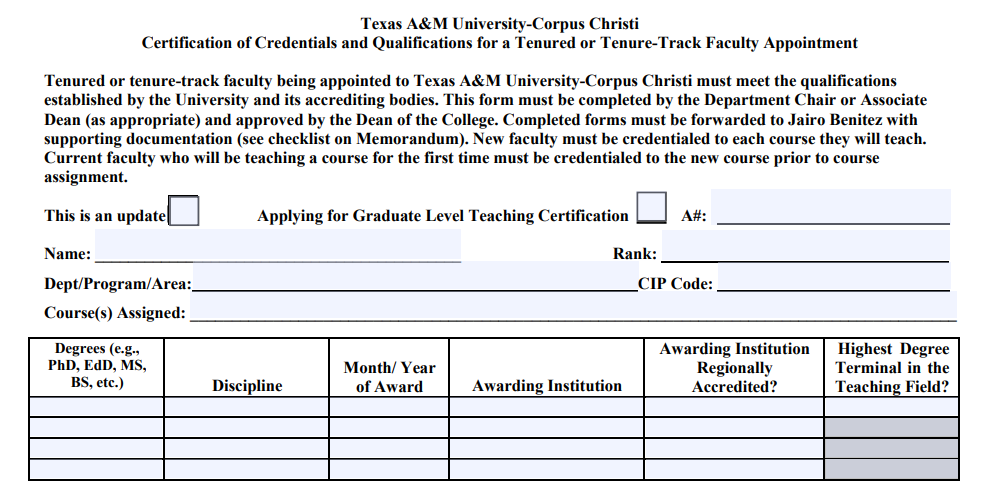 Texas A&M University-Corpus Christi
Certification of Credentials and Qualifications for a Tenured or Tenure-Track Faculty Appointment
Tenured or tenure-track faculty being appointed to Texas A&M University-Corpus Christi must meet the qualifications
established by the University and its accrediting bodies. This form must be completed by the Department Chair or Associate
Dean (as appropriate) and approved by the Dean of the College. Completed forms must be forwarded to Jairo Benitez with
supporting documentation (see checklist on Memorandum). New faculty must be credentialed to each course they will teach.
Current faculty who will be teaching a course for the first time must be credentialed to the new course prior to course
assignment.
This is an update Applying for Graduate Level Teaching Certification A#:
Name: Rank:
Dept/Program/Area: CIP Code:
Course(s) Assigned:
Degrees (e.g.,
PhD, EdD, MS,
BS, etc.)
Discipline
Month/ Year
of Award
Awarding Institution
Awarding Institution
Regionally
Accredited?
Highest Degree
Terminal in the
Teaching Field?